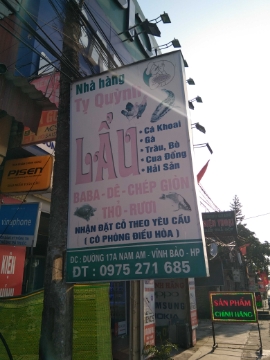 Nhà hàng
Ty Quỳnh
LẨU
• Cá Khoai
• Gà
• Trâu, Bò
• Cua Đồng
• Hải Sản
BABA - DÊ - CHÉP GIÒN
THỎ - RƯƠI
NHẬN ĐẶT CỖ THEO YÊU CẦU
( CÓ PHÒNG ĐIỀU HÒA )
ĐC : ĐƯỜNG 17A NAM AM - VĨNH BẢO - HP
ĐT : 0975 271 685
PISEN
SẢN PHẨM
CHÍNH HÃNG